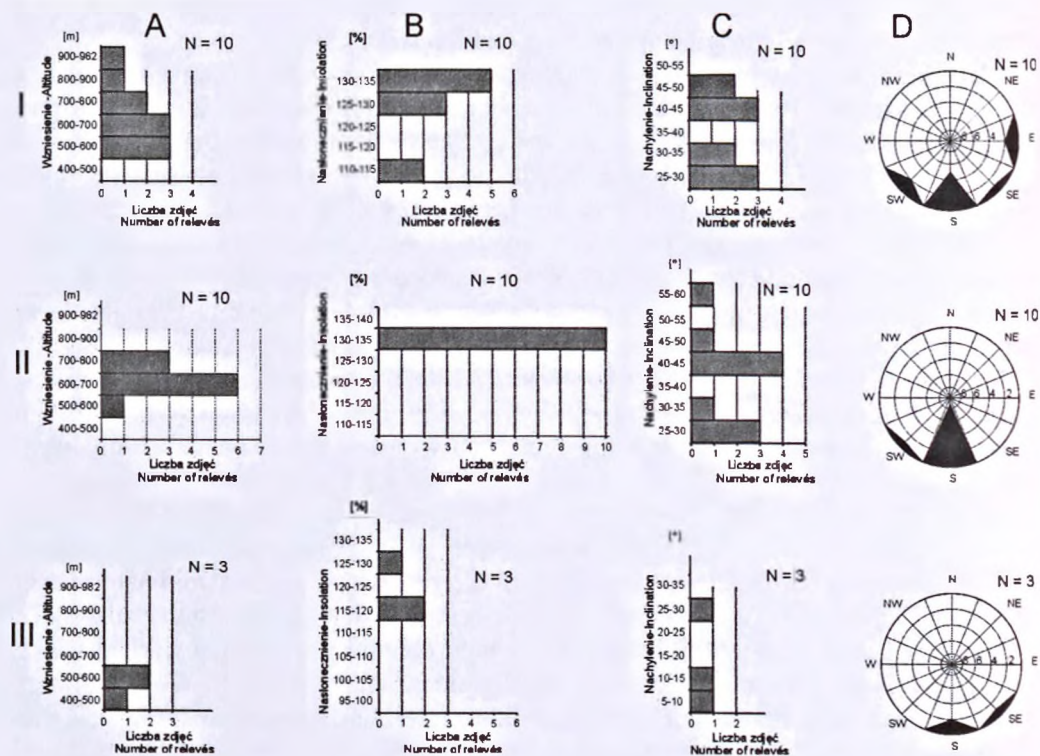 A B C D
I
[m]
N = 10
Wzniesienie -Altitude
900-982
800-900
700-800
600-700
500-600
400-500
0 1 2 3 4
Liczba zdjęć
Number of relevés
[%]
N = 10
Nasłonecznienie-Insolation
130-135
125-130
120-125
115-120
110-115
0 1 2 3 4 5 6
Liczba zdjęć
Number of relevés
[°]
N = 10
Nachylenie-Inclination
50-55
45-50
40-45
35-40
30-35
25-30
0 1 2 3 4
Liczba zdjęć
Number of relevés
N = 10
N
NW NE
W 8 6 4 E
SW SE
S
II
[m]
N = 10
Wzniesienie -Altitude
900-982
800-900
700-800
600-700
500-600
400-500
0 1 2 3 4 5 6 7
Liczba zdjęć
Number of relevés
[%]
N = 10
Nasłonecznienie-Insolation
135-140
130-135
125-130
120-125
115-120
110-115
0 1 2 3 4 5 6 7 8 9 10
Liczba zdjęć
Number of relevés
[°]
N = 10
Nachylenie-Inclination
55-60
50-55
45-50
40-45
35-40
30-35
25-30
0 1 2 3 4 5
Liczba zdjęć
Number of relevés
N = 10
N
NW NE
W 8 6 4 2 E
SW SE
S
III
[m]
N = 3
Wzniesienie -Altitude
900-982
800-900
700-800
600-700
500-600
400-500
0 1 2 3
Liczba zdjęć
Number of relevés
[%]
N = 3
Nasłonecznienie-Insolation
130-135
125-130
120-125
115-120
110-115
105-110
100-105
95-100
0 1 2 3 4
Liczba zdjęć
Number of relevés
[°]
N = 3
Nachylenie-Inclination
30-35
25-30
20-25
15-20
10-15
5-10
0 1 2
Liczba zdjęć
Number of relevés
N = 3
N
NW NE
W 8 6 4 2 E
SW SE
S